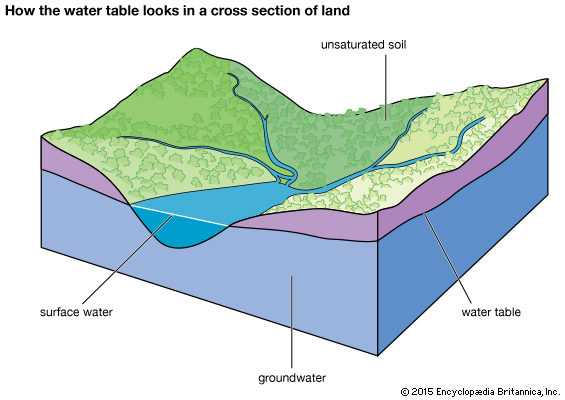 How the water table looks in a cross section of land
unsaturated soil
surface water
water table
groundwater
© 2015 Encyclopædia Britannica, Inc.